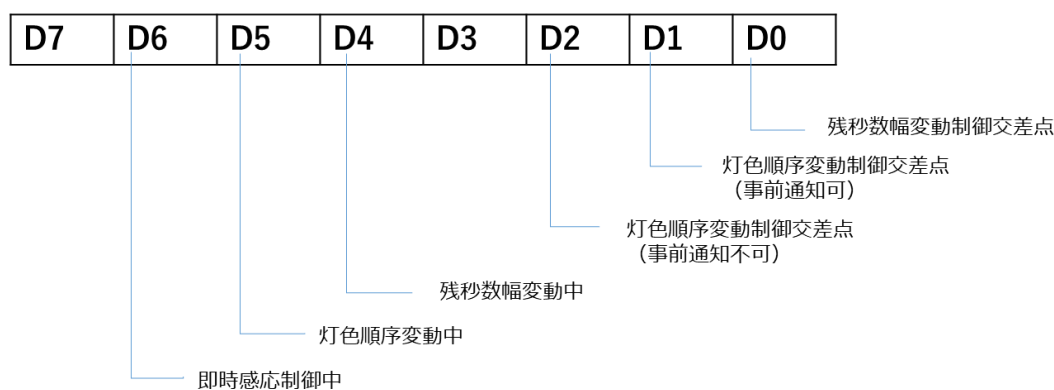 D7 D6 D5 D4 D3 D2 D1 D0
残秒数幅変動制御交差点
灯色順序変動制御交差点
（事前通知可）
灯色順序変動制御交差点
（事前通知不可）
残秒数幅変動中
灯色順序変動中
即時感応制御中